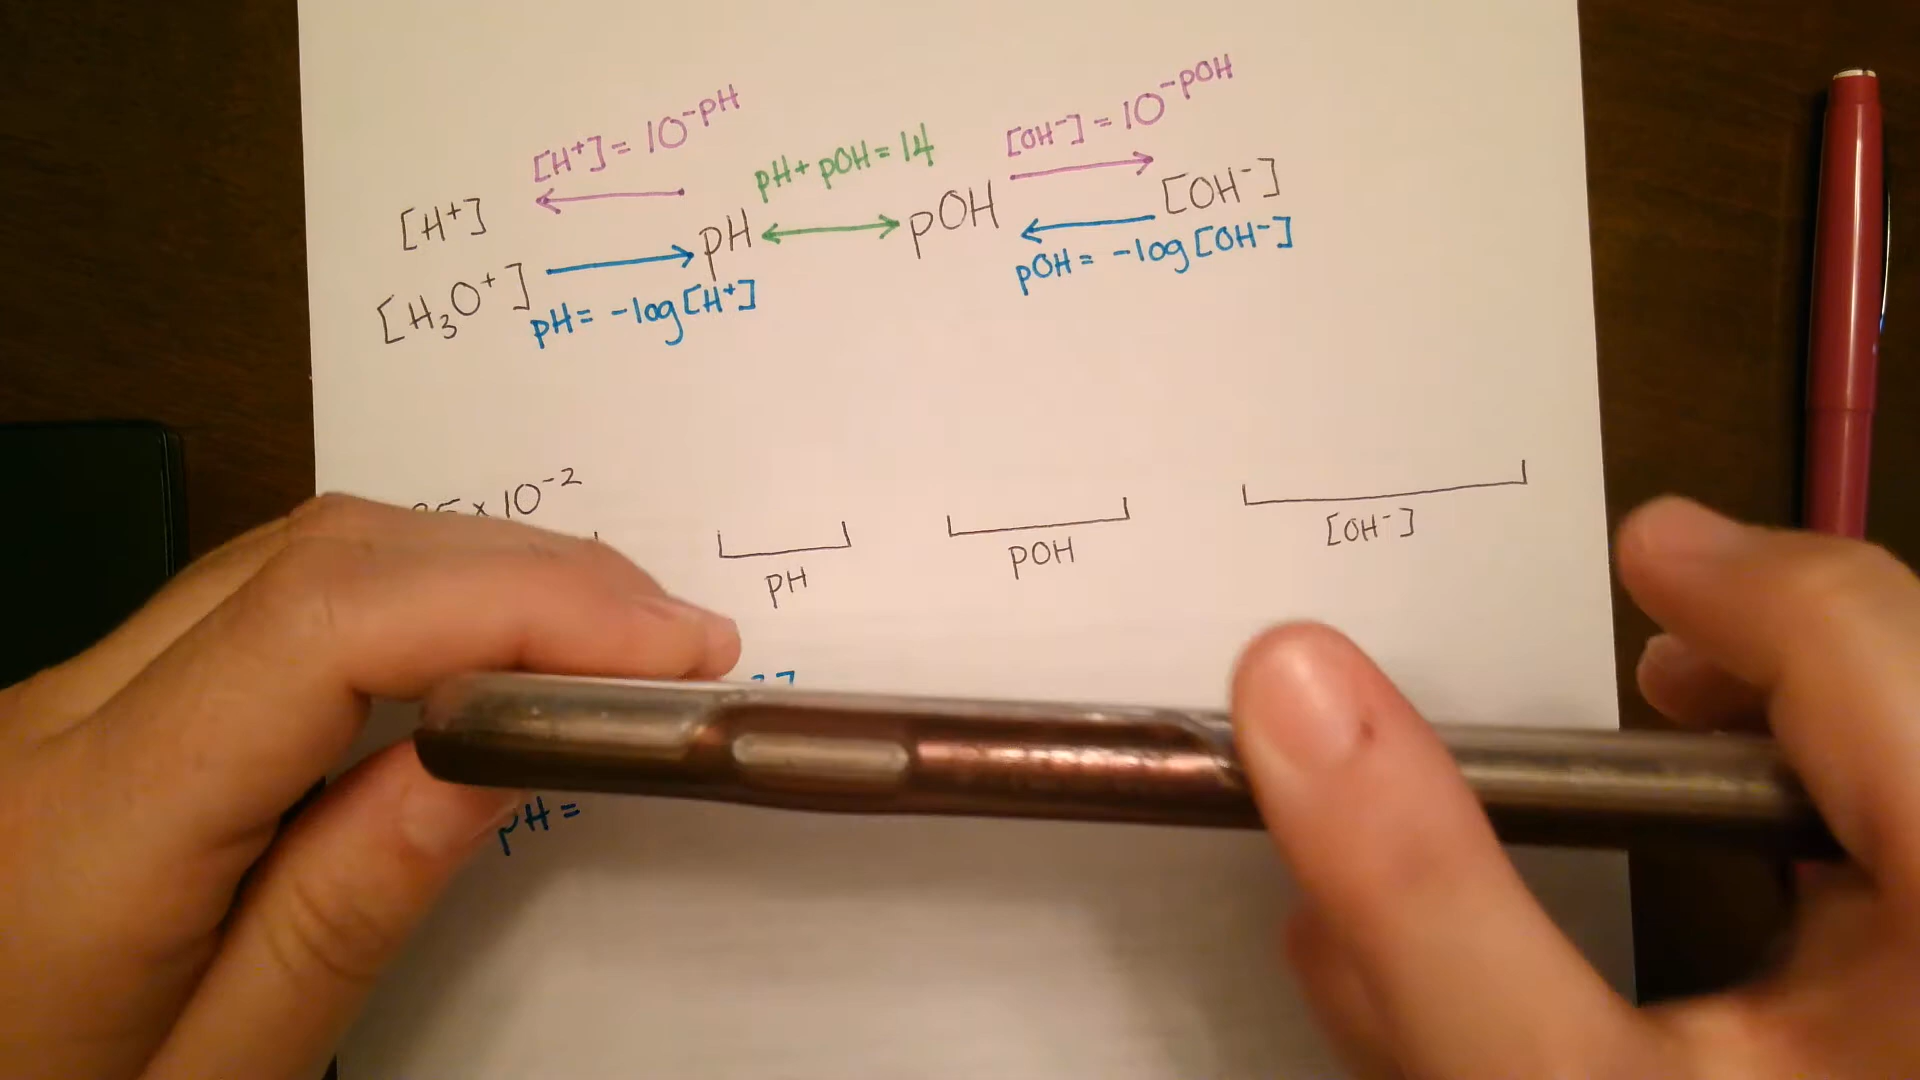 [H⁺] = 10⁻ᵖᴴ
pH + pOH = 14
[OH⁻] = 10⁻ᵖᴼᴴ
[H⁺]
pH
pOH
[OH⁻]
[H₃O⁺]
pH = -log[H⁺]
pOH = -log[OH⁻]
x 10⁻²
pH
pOH
[OH⁻]
pH =